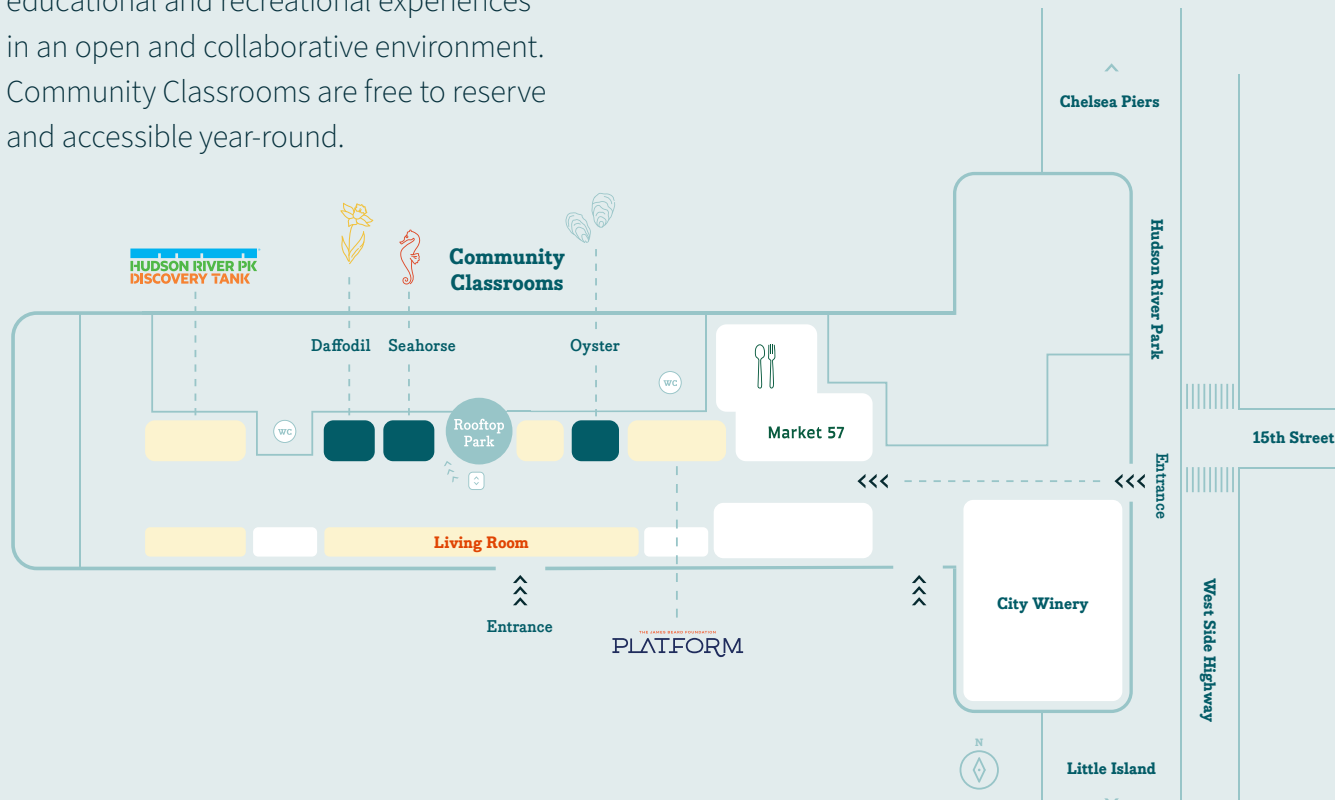 educational and recreational experiences
in an open and collaborative environment.
Community Classrooms are free to reserve
and accessible year-round.
Chelsea Piers
HUDSON RIVER PK
DISCOVERY TANK
Community
Classrooms
Hudson River Park
Daffodil
Seahorse
Oyster
WC
WC
Rooftop
Park
Market 57
15th Street
Entrance
Living Room
City Winery
West Side Highway
Entrance
THE JAMES BEARD FOUNDATION
PLATFORM
N
Little Island